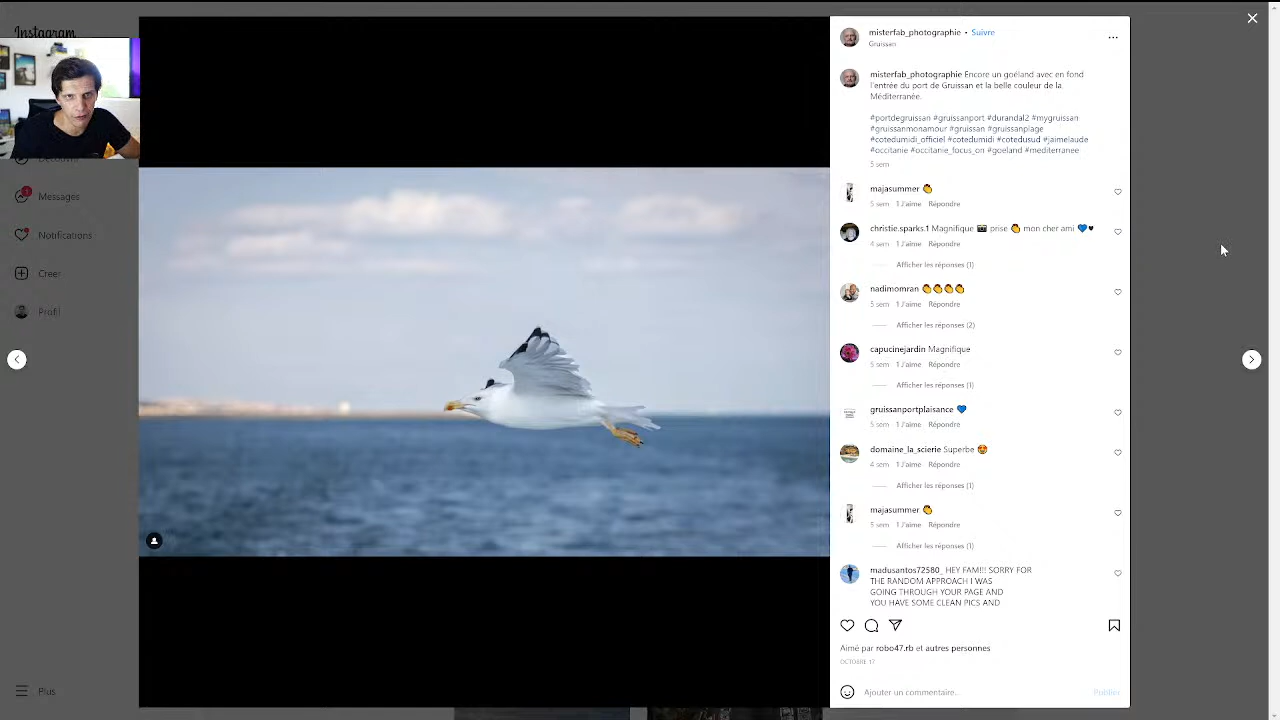 Instagram
Messages
Notifications
Créer
Profil
Plus
misterfab_photographie • Suivre
Gruissan
misterfab_photographie Encore un goéland avec en fond
l'entrée du port de Gruissan et la belle couleur de la
Méditerranée.
#portdegruissan #gruissanport #durandal2 #mygruissan
#gruissanmonamour #gruissan #gruissanplage
#cotedumidi_officiel #cotedumidi #cotedusud #jaimelaude
#occitanie #occitanie_focus_on #goeland #mediterranee
5 sem
majasummer 👏
5 sem 1 J'aime Répondre
christie.sparks.1 Magnifique 📷 prise 👏 mon cher ami 💙♥
4 sem 1 J'aime Répondre
Afficher les réponses (1)
nadimomran 👏👏👏👏
5 sem 1 J'aime Répondre
Afficher les réponses (2)
capucinejardin Magnifique
5 sem 1 J'aime Répondre
Afficher les réponses (1)
gruissanportplaisance 💙
5 sem 1 J'aime Répondre
domaine_la_scierie Superbe 😍
4 sem 1 J'aime Répondre
Afficher les réponses (1)
majasummer 👏
5 sem 1 J'aime Répondre
Afficher les réponses (1)
madusantos72580_ HEY FAM!!! SORRY FOR
THE RANDOM APPROACH I WAS
GOING THROUGH YOUR PAGE AND
YOU HAVE SOME CLEAN PICS AND
Aimé par robo47.rb et autres personnes
OCTOBRE 17
Ajouter un commentaire... Publier